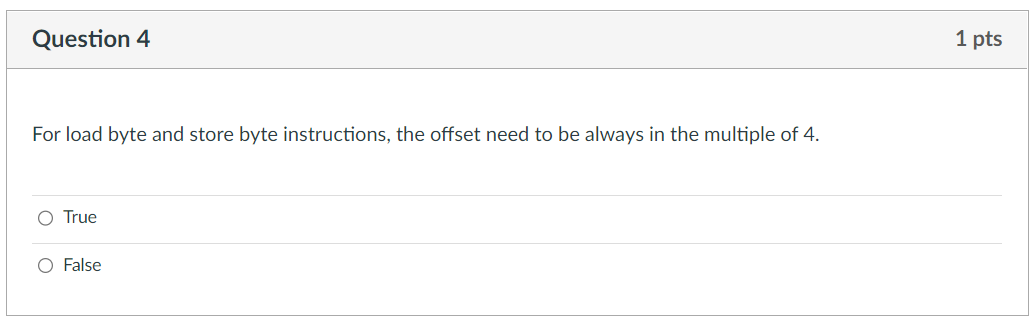 Question 4
1 pts
For load byte and store byte instructions, the offset need to be always in the multiple of 4.
True
False